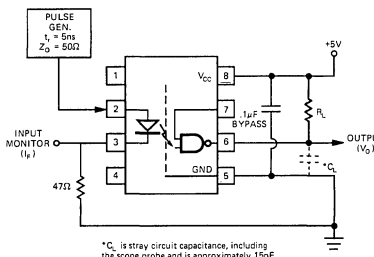 PULSE
GEN.
t_r = 5ns
Z_O = 50Ω
+5V
1
V_CC
8
2
7
.1µF
BYPASS
R_L
INPUT
MONITOR
(I_F)
3
6
OUTPU
(V_O)
*C_L
4
GND
5
47Ω
*C_L is stray circuit capacitance, including
the scope probe and is approximately 15pF